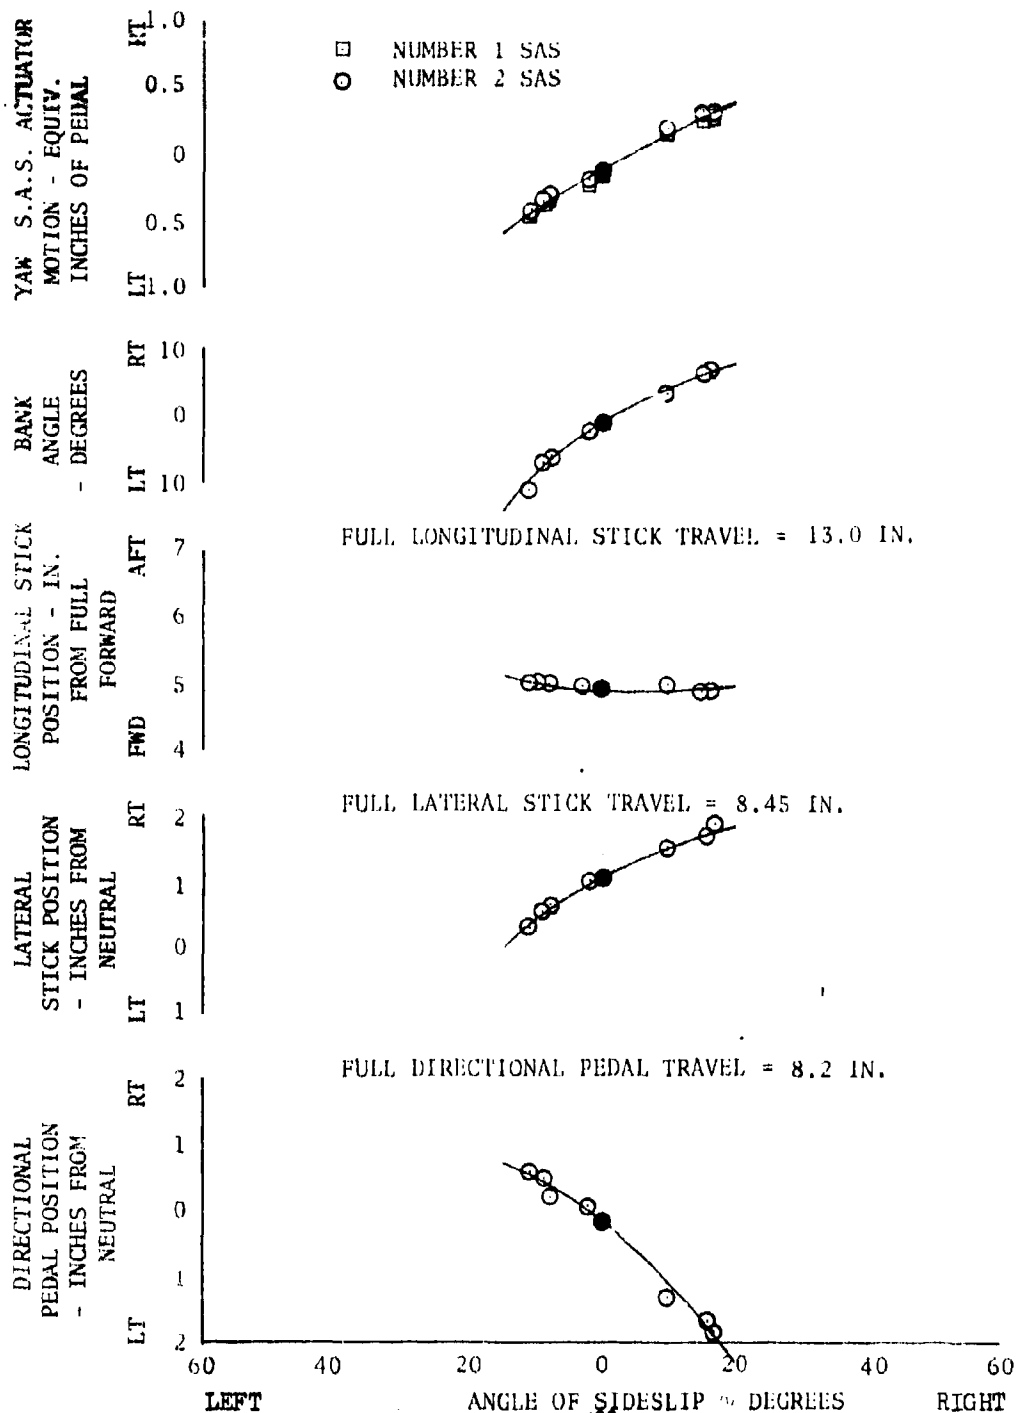 YAW S.A.S. ACTUATOR
MOTION - EQUIV.
INCHES OF PEDAL
LT RT
1.0
0.5
0
0.5
1.0
NUMBER 1 SAS
NUMBER 2 SAS
BANK
ANGLE
- DEGREES
LT RT
10
0
10
LONGITUDINAL STICK
POSITION - IN.
FROM FULL
FORWARD
FWD AFT
7
6
5
4
FULL LONGITUDINAL STICK TRAVEL = 13.0 IN.
LATERAL
STICK POSITION
- INCHES FROM
NEUTRAL
LT RT
2
1
0
1
FULL LATERAL STICK TRAVEL = 8.45 IN.
DIRECTIONAL
PEDAL POSITION
- INCHES FROM
NEUTRAL
LT RT
2
1
0
1
2
FULL DIRECTIONAL PEDAL TRAVEL = 8.2 IN.
60 40 20 0 20 40 60
LEFT ANGLE OF SIDESLIP ~ DEGREES RIGHT